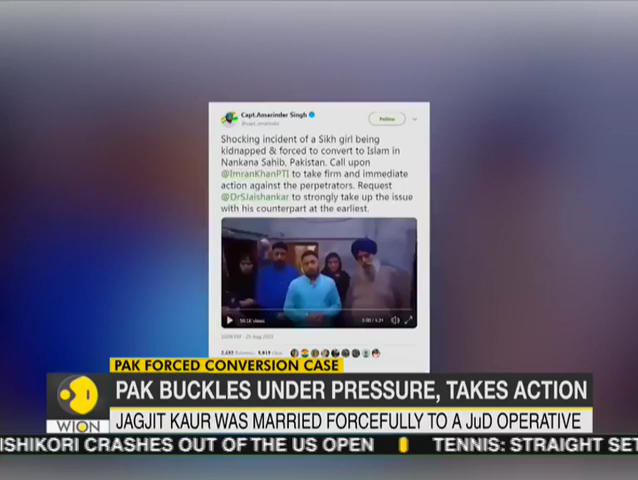 Capt.Amarinder Singh
@capt_amarinder
Follow
Shocking incident of a Sikh girl being
kidnapped & forced to convert to Islam in
Nankana Sahib, Pakistan. Call upon
@ImranKhanPTI to take firm and immediate
action against the perpetrators. Request
@DrSJaishankar to strongly take up the issue
with his counterpart at the earliest.
views
PAK FORCED CONVERSION CASE
PAK BUCKLES UNDER PRESSURE, TAKES ACTION
WION
JAGJIT KAUR WAS MARRIED FORCEFULLY TO A JuD OPERATIVE
ISHIKORI CRASHES OUT OF THE US OPEN TENNIS: STRAIGHT SET